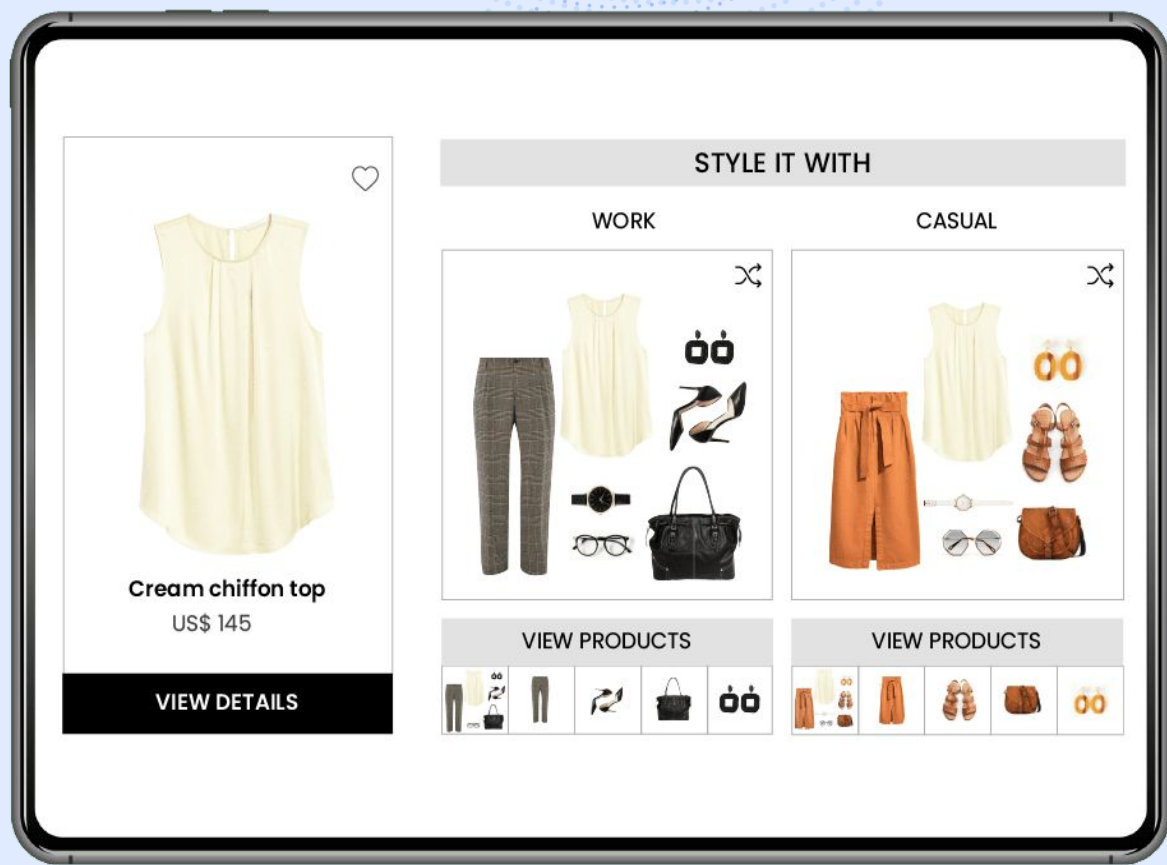 Cream chiffon top
US$ 145
VIEW DETAILS
STYLE IT WITH
WORK
CASUAL
VIEW PRODUCTS
VIEW PRODUCTS